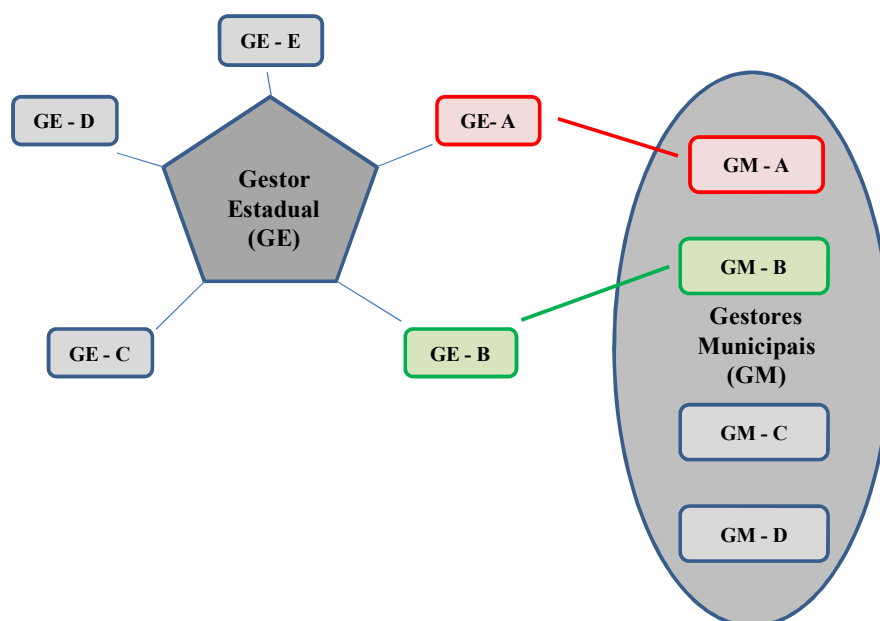 GE - E
GE - D
GE- A
Gestor
Estadual
(GE)
GE - C
GE - B
GM - A
GM - B
Gestores
Municipais
(GM)
GM - C
GM - D